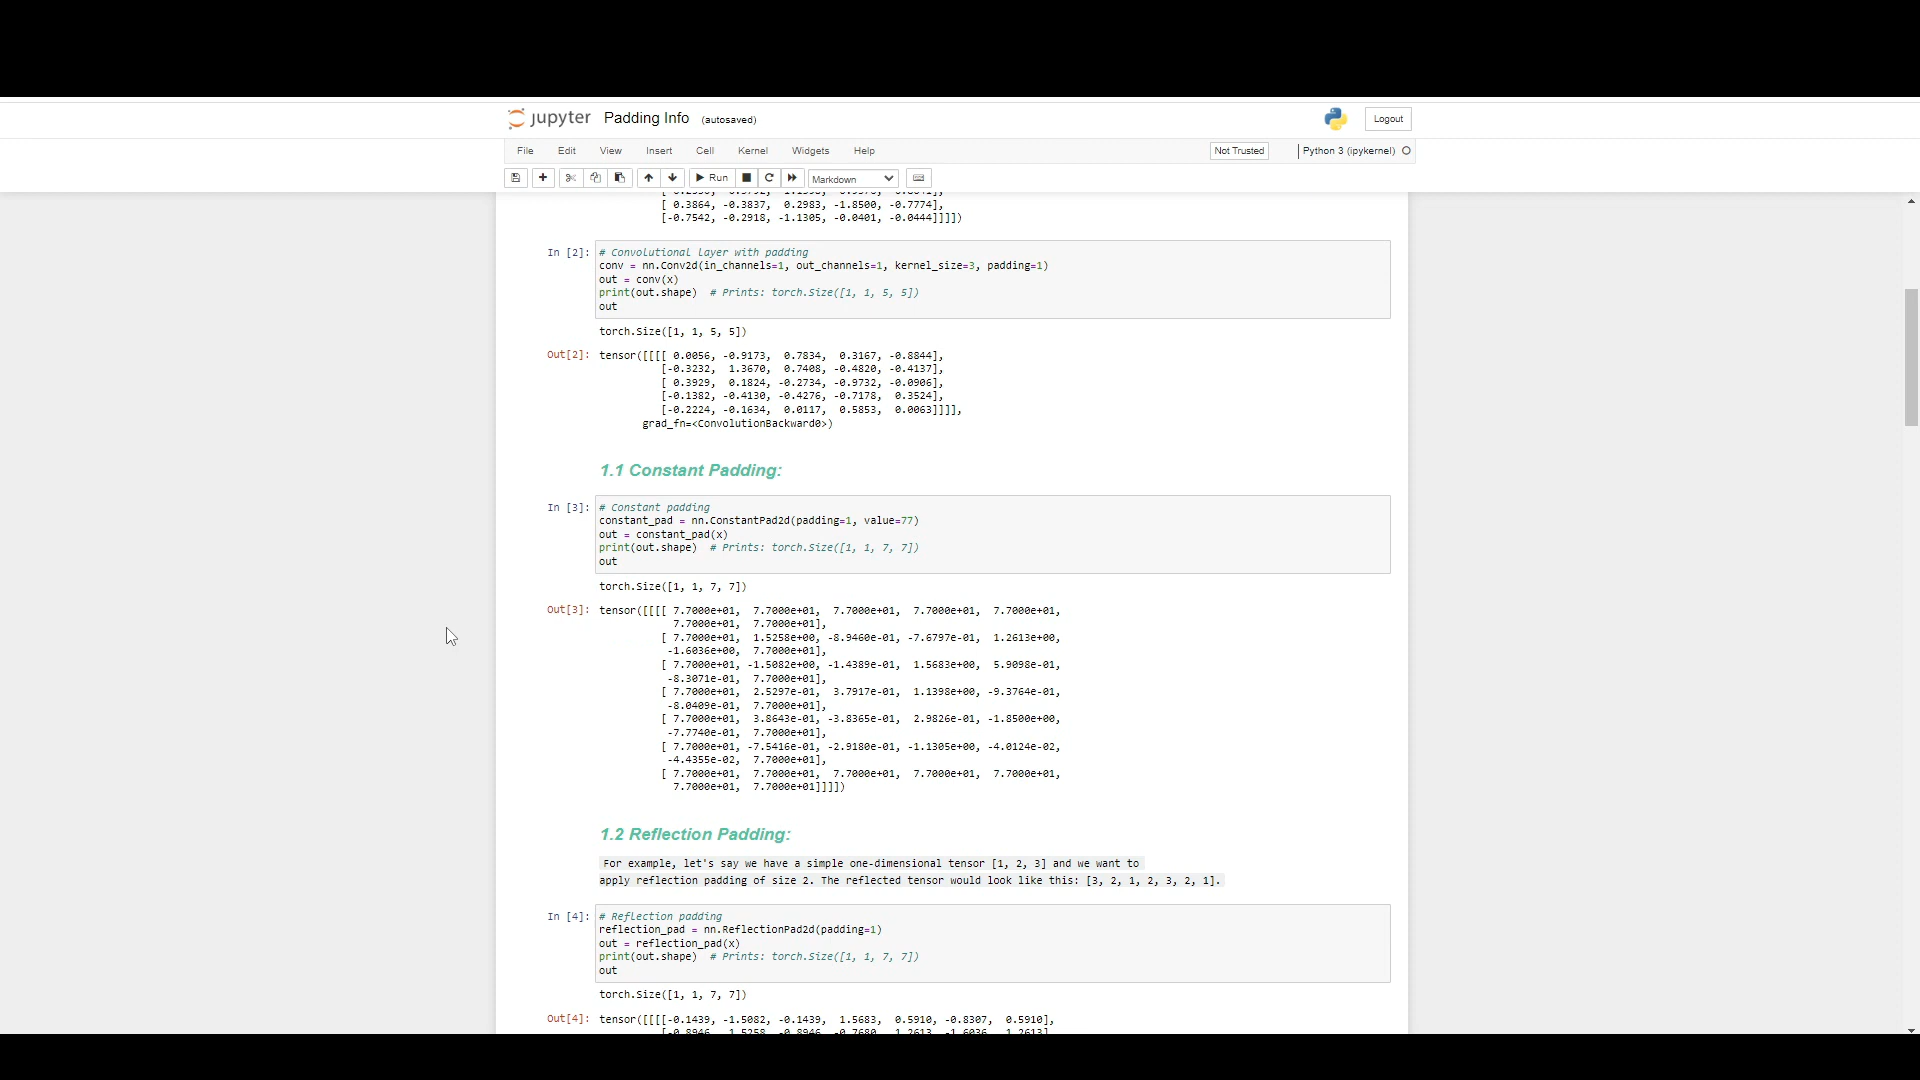 jupyter Padding Info (autosaved)
Logout
File Edit View Insert Cell Kernel Widgets Help
Not Trusted
Python 3 (ipykernel)
Run
Markdown
[ 0.3864, -0.3837, 0.2983, -1.8500, -0.7774],
[-0.7542, -0.2918, -1.1305, -0.0401, -0.0444]]]])
In [2]: # Convolutional Layer with padding
conv = nn.Conv2d(in_channels=1, out_channels=1, kernel_size=3, padding=1)
out = conv(x)
print(out.shape) # Prints: torch.Size([1, 1, 5, 5])
out
torch.Size([1, 1, 5, 5])
Out[2]: tensor([[[[ 0.0056, -0.9173, 0.7834, 0.3167, -0.8844],
[-0.3232, 1.3670, 0.7408, -0.4820, -0.4137],
[ 0.3929, 0.1824, -0.2734, -0.9732, -0.0906],
[-0.1382, -0.4130, -0.4276, -0.7178, 0.3524],
[-0.2224, -0.1634, 0.0117, 0.5853, 0.0063]]]],
grad_fn=<ConvolutionBackward0>)
1.1 Constant Padding:
In [3]: # Constant padding
constant_pad = nn.ConstantPad2d(padding=1, value=77)
out = constant_pad(x)
print(out.shape) # Prints: torch.Size([1, 1, 7, 7])
out
torch.Size([1, 1, 7, 7])
Out[3]: tensor([[[[ 7.7000e+01, 7.7000e+01, 7.7000e+01, 7.7000e+01, 7.7000e+01,
7.7000e+01, 7.7000e+01],
[ 7.7000e+01, 1.5258e+00, -8.9460e-01, -7.6797e-01, 1.2613e+00,
-1.6036e+00, 7.7000e+01],
[ 7.7000e+01, -1.5082e+00, -1.4389e-01, 1.5683e+00, 5.9098e-01,
-8.3071e-01, 7.7000e+01],
[ 7.7000e+01, 2.5297e-01, 3.7917e-01, 1.1398e+00, -9.3764e-01,
-8.0409e-01, 7.7000e+01],
[ 7.7000e+01, 3.8643e-01, -3.8365e-01, 2.9826e-01, -1.8500e+00,
-7.7740e-01, 7.7000e+01],
[ 7.7000e+01, -7.5416e-01, -2.9180e-01, -1.1305e+00, -4.0124e-02,
-4.4355e-02, 7.7000e+01],
[ 7.7000e+01, 7.7000e+01, 7.7000e+01, 7.7000e+01, 7.7000e+01,
7.7000e+01, 7.7000e+01]]]])
1.2 Reflection Padding:
For example, let's say we have a simple one-dimensional tensor [1, 2, 3] and we want to
apply reflection padding of size 2. The reflected tensor would look like this: [3, 2, 1, 2, 3, 2, 1].
In [4]: # Reflection padding
reflection_pad = nn.ReflectionPad2d(padding=1)
out = reflection_pad(x)
print(out.shape) # Prints: torch.Size([1, 1, 7, 7])
out
torch.Size([1, 1, 7, 7])
Out[4]: tensor([[[[-0.1439, -1.5082, -0.1439, 1.5683, 0.5910, -0.8307, 0.5910],
[-0.8946, 1.5258, -0.8946, -0.7680, 1.2613, -1.6036, 1.2613],